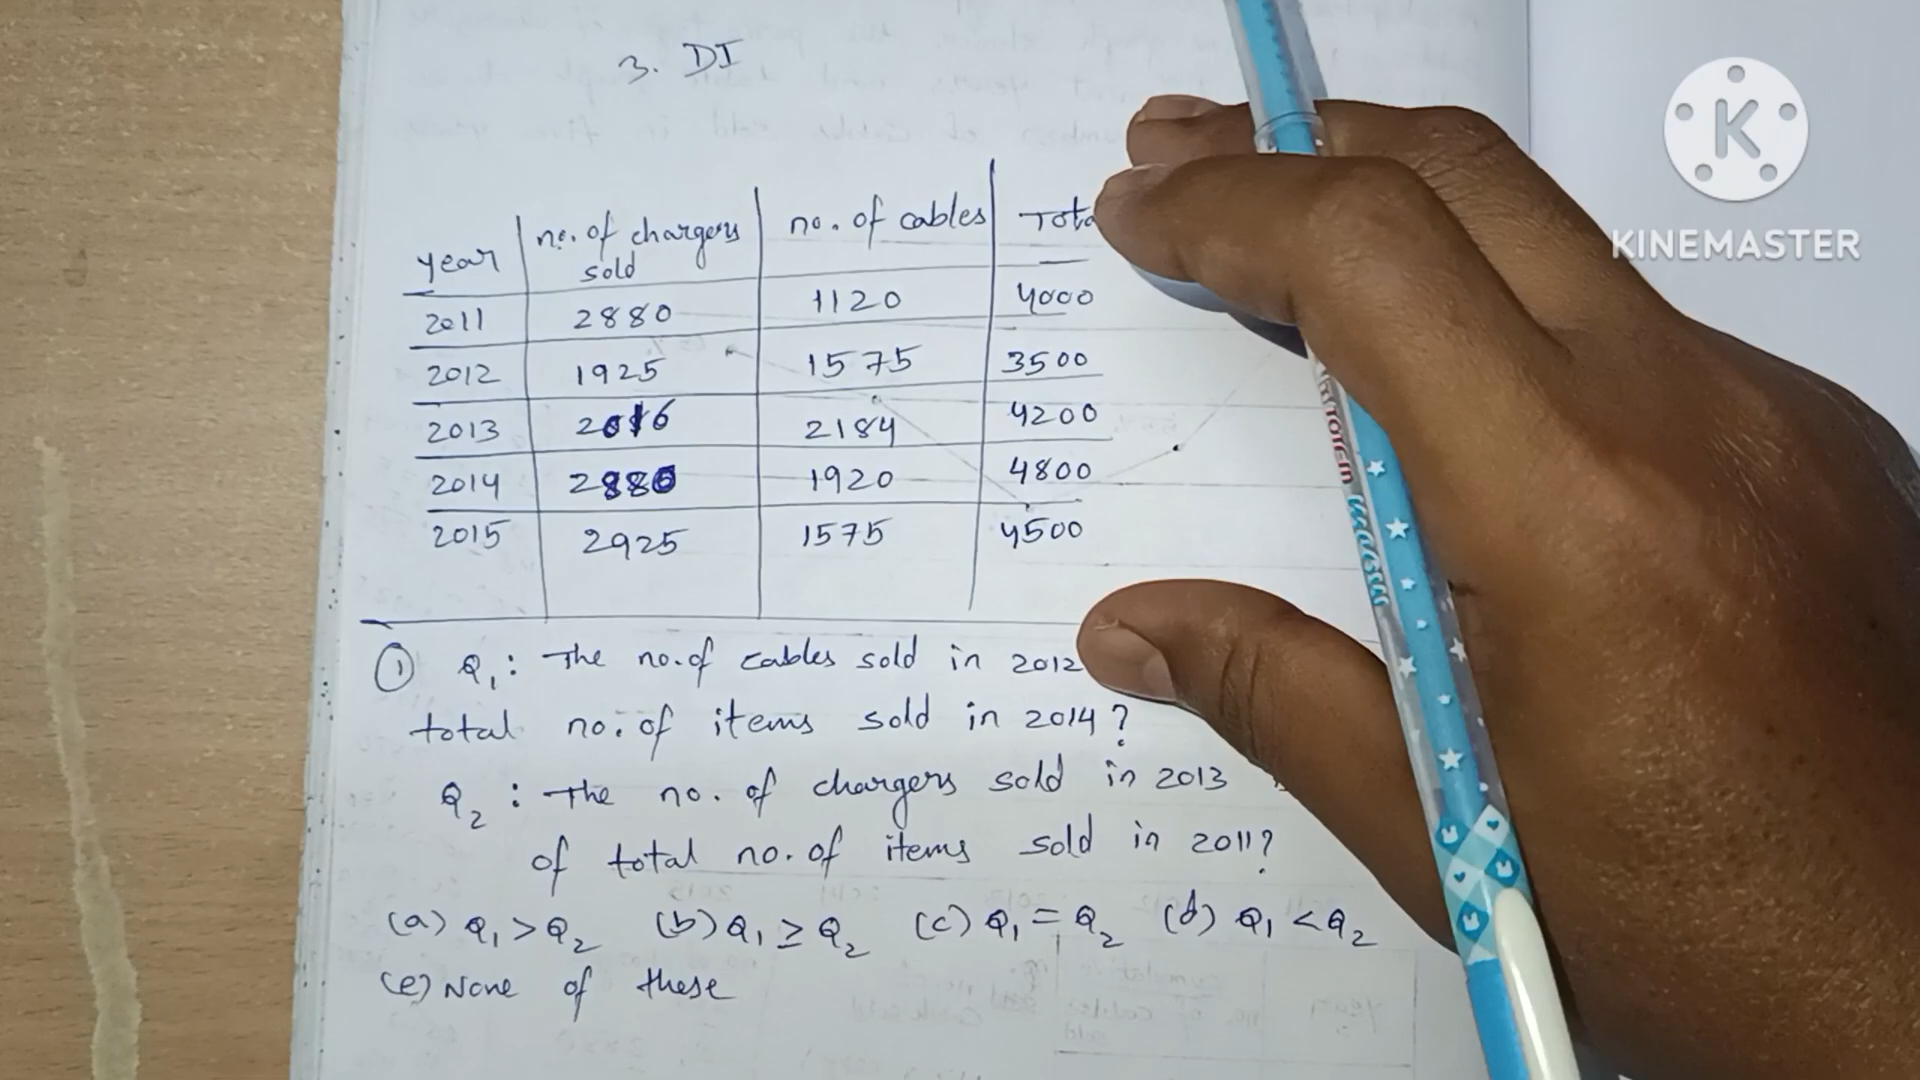 3. DI
year | no. of chargers sold | no. of cables | Tota
2011 | 2880 | 1120 | 4000
2012 | 1925 | 1575 | 3500
2013 | 2016 | 2184 | 4200
2014 | 2880 | 1920 | 4800
2015 | 2925 | 1575 | 4500
① Q₁ : The no. of cables sold in 2012
total no. of items sold in 2014?
Q₂ : The no. of chargers sold in 2013
of total no. of items sold in 2011?
(a) Q₁ > Q₂ (b) Q₁ ≥ Q₂ (c) Q₁ = Q₂ (d) Q₁ < Q₂
(e) None of these
K
KINEMASTER